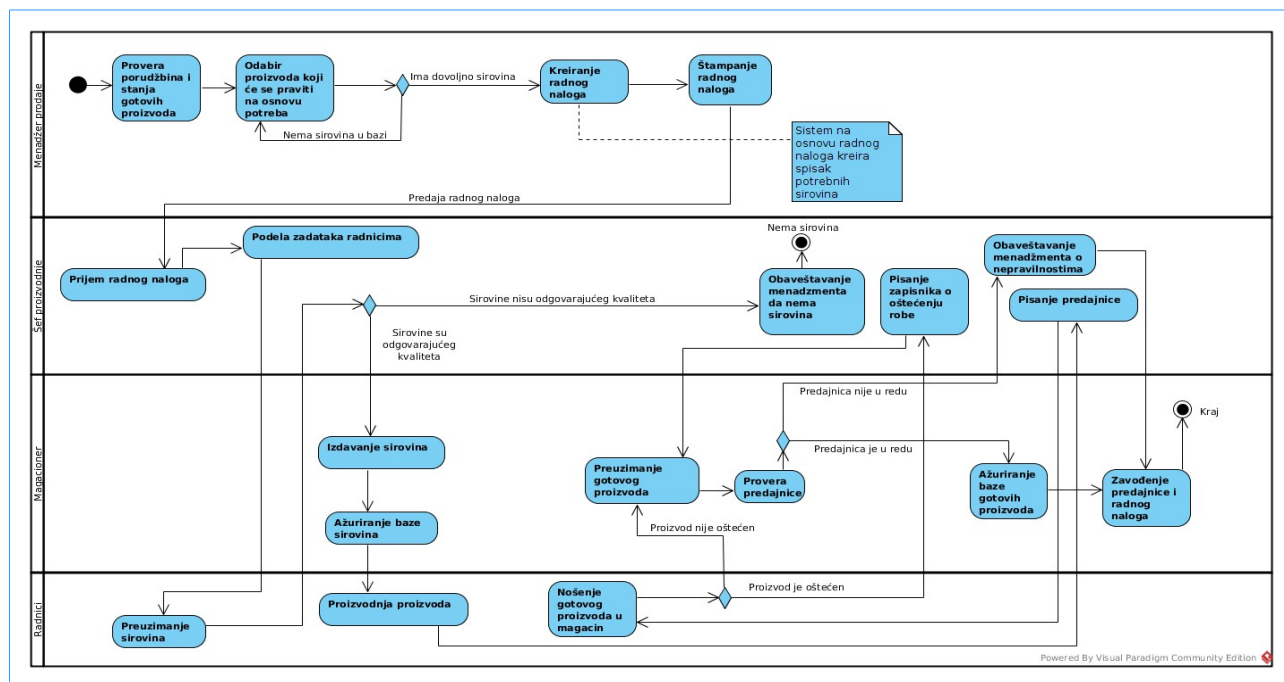 Menadžer prodaje
Provera
porudžbina i
stanja
gotovih
proizvoda
Odabir
proizvoda koji
će se praviti
na osnovu
potreba
Ima dovoljno sirovina
Nema sirovina u bazi
Kreiranje
radnog
naloga
Štampanje
radnog
naloga
Sistem na
osnovu radnog
naloga kreira
spisak
potrebnih
sirovina
Predaja radnog naloga
Šef proizvodnje
Prijem radnog naloga
Podela zadataka radnicima
Sirovine nisu odgovarajućeg kvaliteta
Sirovine su
odgovarajućeg
kvaliteta
Nema sirovina
Obaveštavanje
menadzmenta
da nema
sirovina
Pisanje
zapisnika o
oštećenju
robe
Obaveštavanje
menadžmenta o
nepravilnostima
Pisanje predajnice
Magacioner
Izdavanje sirovina
Ažuriranje baze
sirovina
Preuzimanje
gotovog
proizvoda
Provera
predajnice
Predajnica nije u redu
Predajnica je u redu
Ažuriranje
baze
gotovih
proizvoda
Zavođenje
predajnice i
radnog
naloga
Kraj
Proizvod nije oštećen
Radnici
Preuzimanje
sirovina
Proizvodnja proizvoda
Nošenje
gotovog
proizvoda u
magacin
Proizvod je oštećen
Powered By Visual Paradigm Community Edition